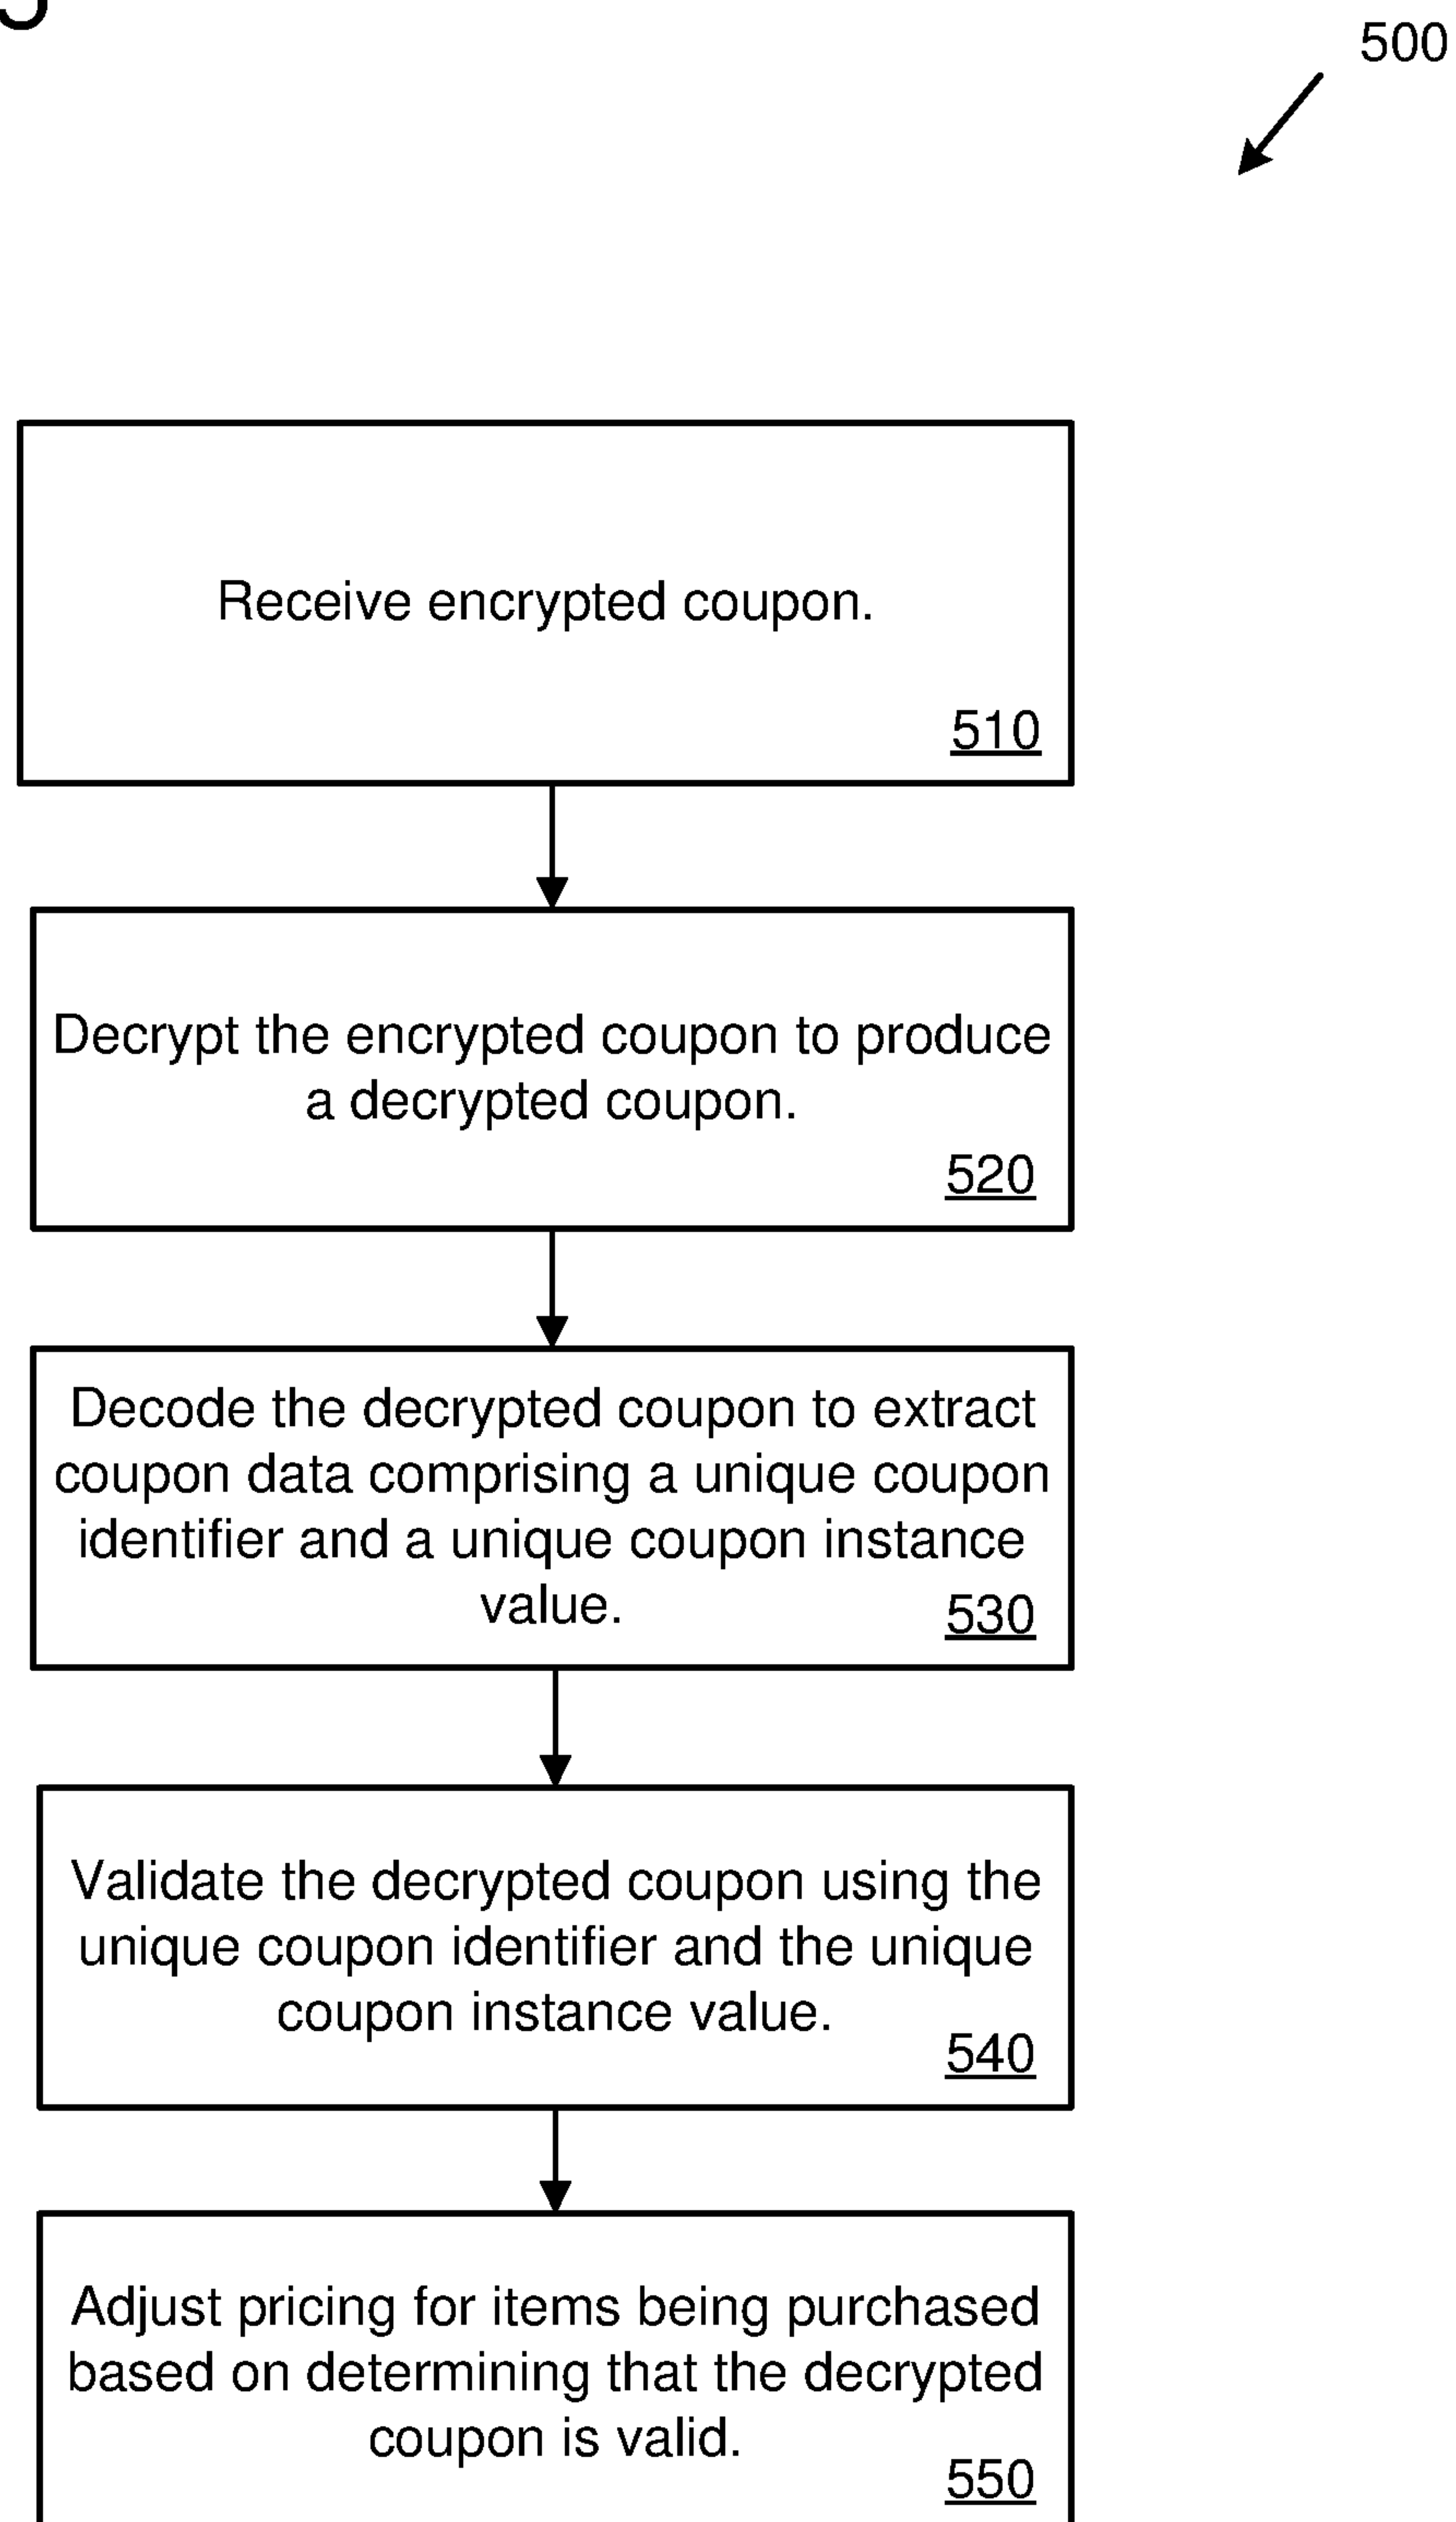 5
500
Receive encrypted coupon.
510
Decrypt the encrypted coupon to produce
a decrypted coupon.
520
Decode the decrypted coupon to extract
coupon data comprising a unique coupon
identifier and a unique coupon instance
value.
530
Validate the decrypted coupon using the
unique coupon identifier and the unique
coupon instance value.
540
Adjust pricing for items being purchased
based on determining that the decrypted
coupon is valid.
550